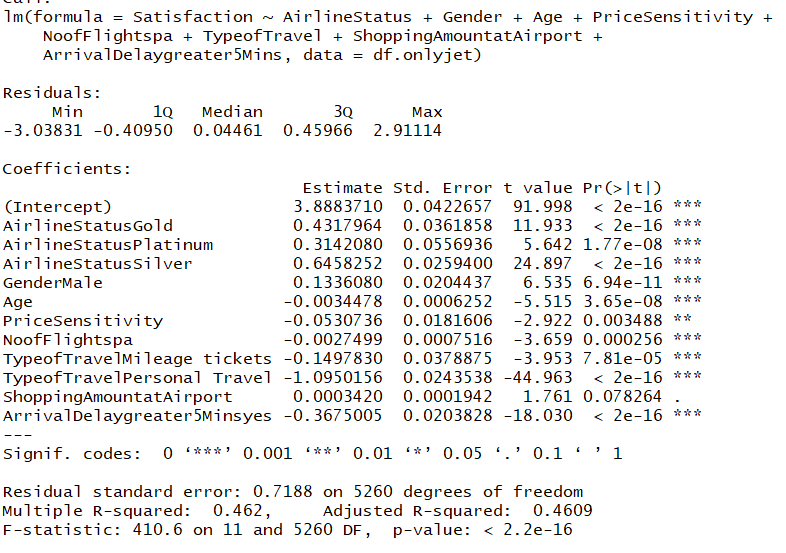 lm(formula = Satisfaction ~ AirlineStatus + Gender + Age + PriceSensitivity +
    NoofFlightspa + TypeofTravel + ShoppingAmountatAirport +
    ArrivalDelaygreater5Mins, data = df.onlyjet)
Residuals:
     Min       1Q   Median       3Q      Max
-3.03831 -0.40950  0.04461  0.45966  2.91114
Coefficients:
                              Estimate Std. Error t value Pr(>|t|)
(Intercept)                  3.8883710  0.0422657  91.998  < 2e-16 ***
AirlineStatusGold            0.4317964  0.0361858  11.933  < 2e-16 ***
AirlineStatusPlatinum        0.3142080  0.0556936   5.642 1.77e-08 ***
AirlineStatusSilver          0.6458252  0.0259400  24.897  < 2e-16 ***
GenderMale                   0.1336080  0.0204437   6.535 6.94e-11 ***
Age                         -0.0034478  0.0006252  -5.515 3.65e-08 ***
PriceSensitivity            -0.0530736  0.0181606  -2.922 0.003488 **
NoofFlightspa               -0.0027499  0.0007516  -3.659 0.000256 ***
TypeofTravelMileage tickets -0.1497830  0.0378875  -3.953 7.81e-05 ***
TypeofTravelPersonal Travel -1.0950156  0.0243538 -44.963  < 2e-16 ***
ShoppingAmountatAirport      0.0003420  0.0001942   1.761 0.078264 .
ArrivalDelaygreater5Minsyes -0.3675005  0.0203828 -18.030  < 2e-16 ***
---
Signif. codes:  0 ‘***’ 0.001 ‘**’ 0.01 ‘*’ 0.05 ‘.’ 0.1 ‘ ’ 1
Residual standard error: 0.7188 on 5260 degrees of freedom
Multiple R-squared:  0.462,     Adjusted R-squared:  0.4609
F-statistic: 410.6 on 11 and 5260 DF,  p-value: < 2.2e-16